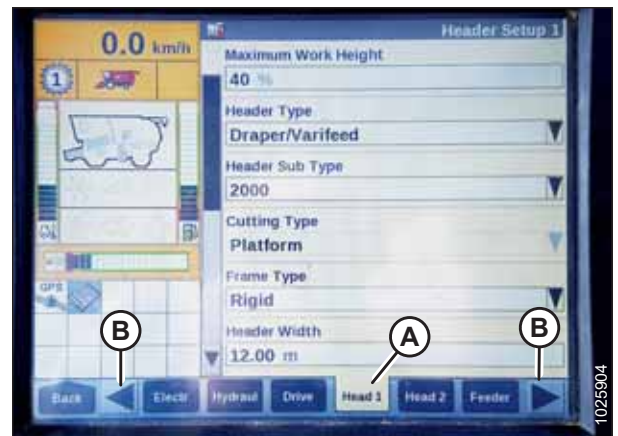 0.0 km/h
Header Setup 1
Maximum Work Height
40 %
1
Header Type
Draper/Varifeed
Header Sub Type
2000
Cutting Type
Platform
Frame Type
GPS
Rigid
Header Width
12.00 m
B
A
B
Back
Electr
Hydraul
Drive
Head 1
Head 2
Feeder
1025904